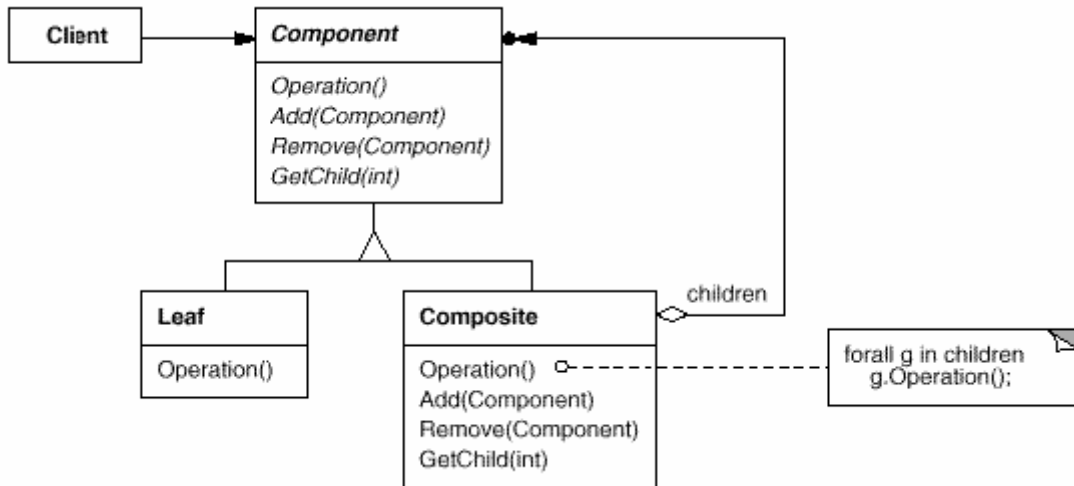 Client
Component
Operation()
Add(Component)
Remove(Component)
GetChild(int)
Leaf
Operation()
Composite
Operation()
Add(Component)
Remove(Component)
GetChild(int)
children
forall g in children
g.Operation();